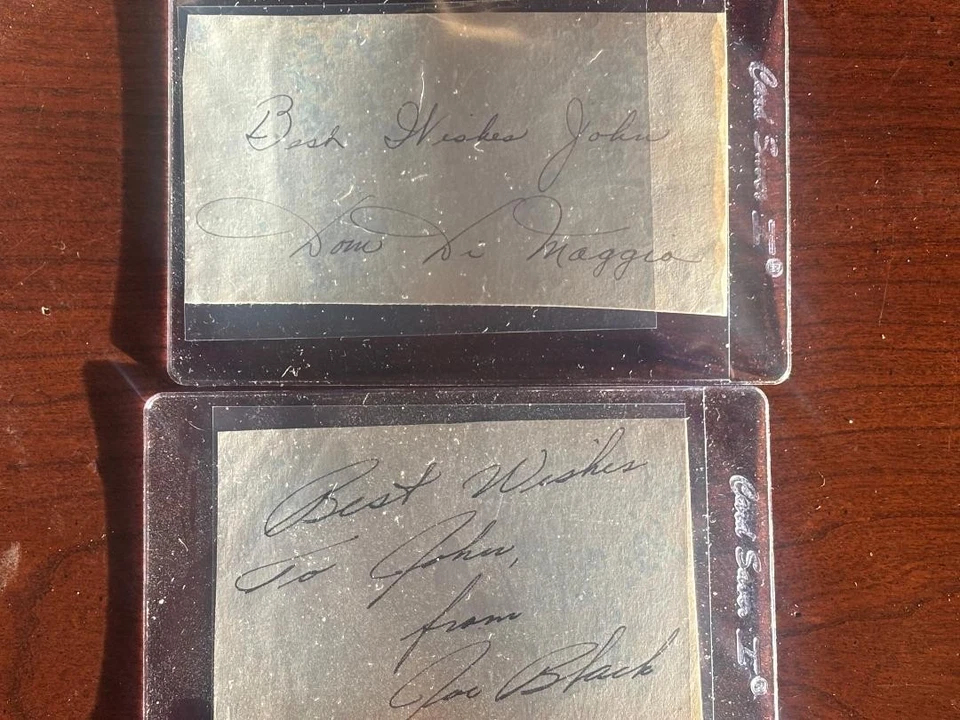 Best Wishes John
Dom Di Maggio
Card Saver I
Best Wishes
To John,
from
Joe Black
Card Saver I